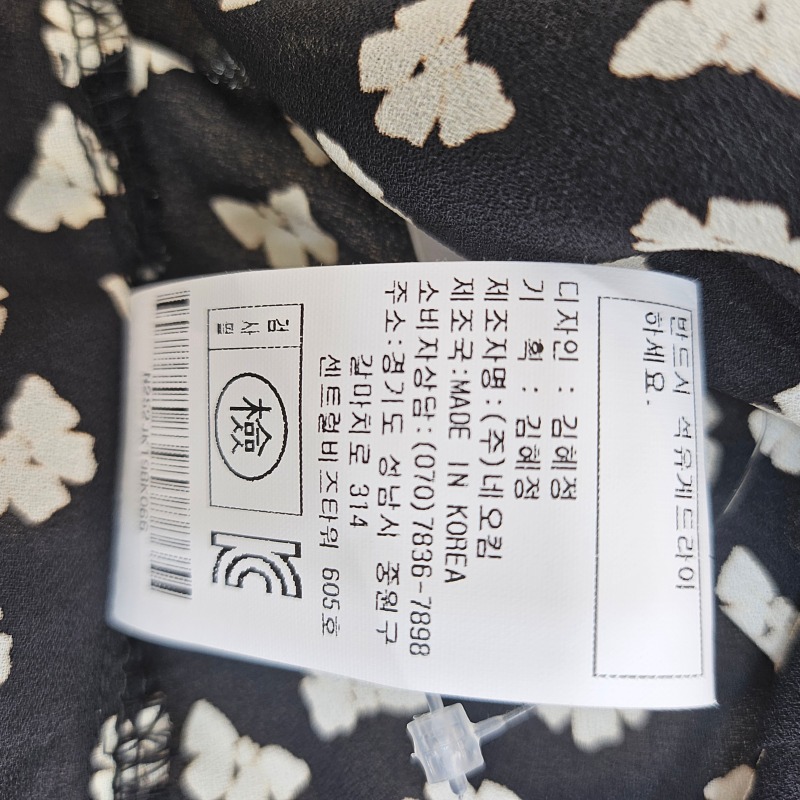 반드시 석유계드라이
하세요.
디자인 : 김혜정
기 획 : 김혜정
제조자명:(주)네오킴
제조국:MADE IN KOREA
소비자상담:(070)7836-7898
주소:경기도 성남시 중원구
갈마치로 314
센트럴비즈타워 605호
검사필
檢